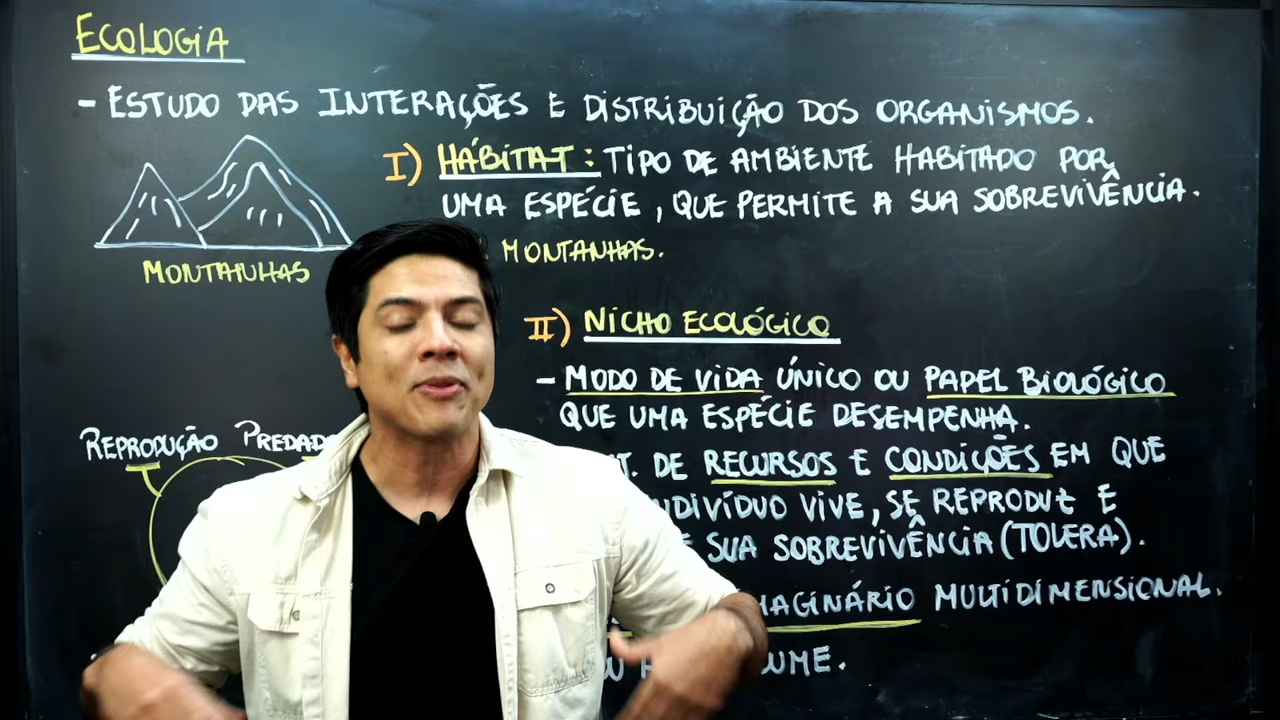 ECOLOGIA
- ESTUDO DAS INTERAÇÕES E DISTRIBUIÇÃO DOS ORGANISMOS.
I) HÁBITAT: TIPO DE AMBIENTE HABITADO POR
UMA ESPÉCIE, QUE PERMITE A SUA SOBREVIVÊNCIA.
MONTANHAS.
MONTANHAS
II) NICHO ECOLÓGICO
- MODO DE VIDA ÚNICO OU PAPEL BIOLÓGICO
QUE UMA ESPÉCIE DESEMPENHA.
DE RECURSOS E CONDIÇÕES EM QUE
VIVE, SE REPRODUZ E
SUA SOBREVIVÊNCIA (TOLERA).
MULTIDIMENSIONAL.
REPRODUÇÃO